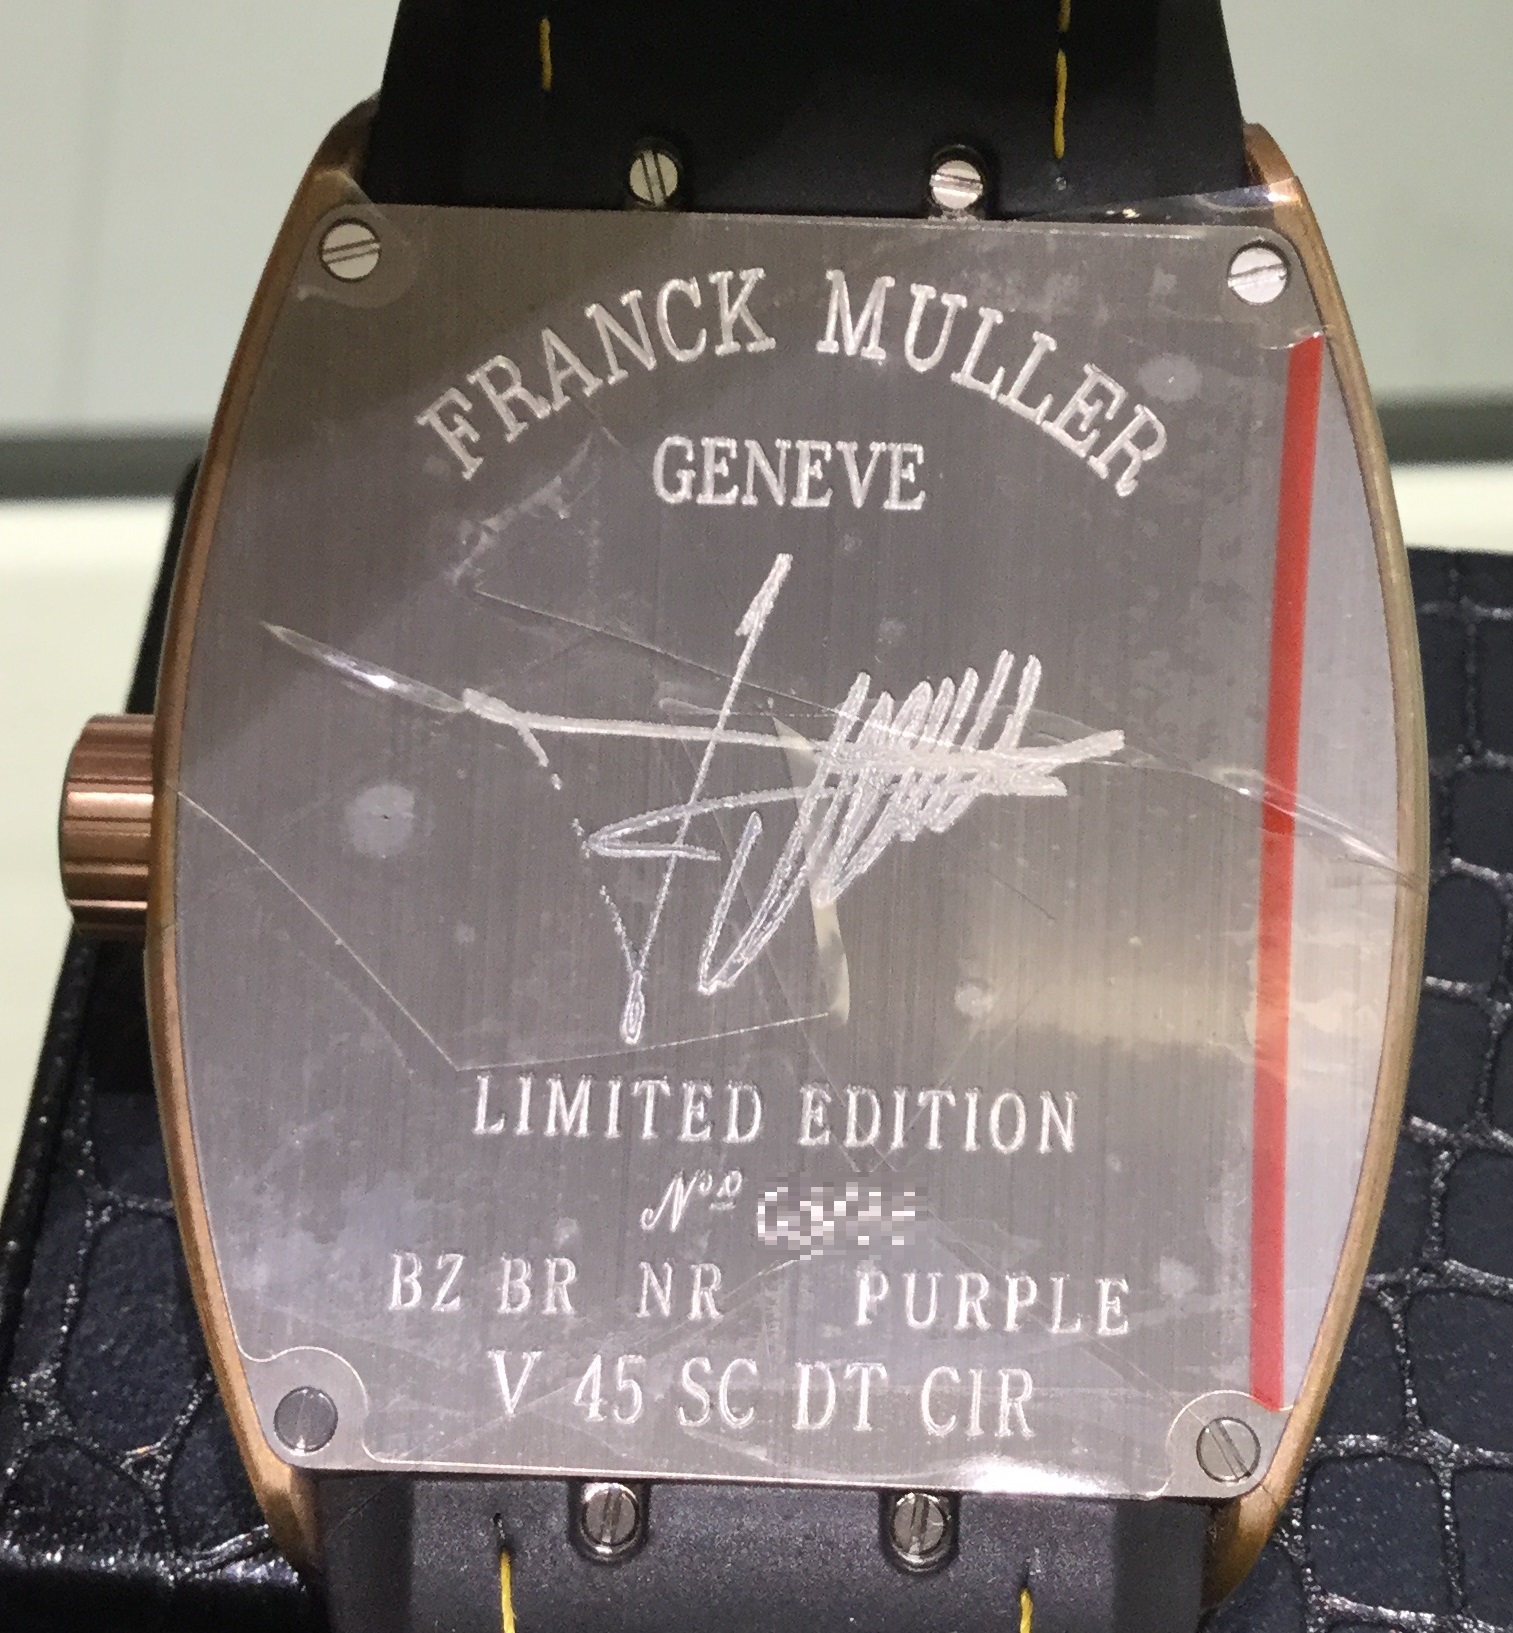 FRANCK MULLER
GENEVE
LIMITED EDITION
Nº
BZ BR NR PURPLE
V 45 SC DT CIR